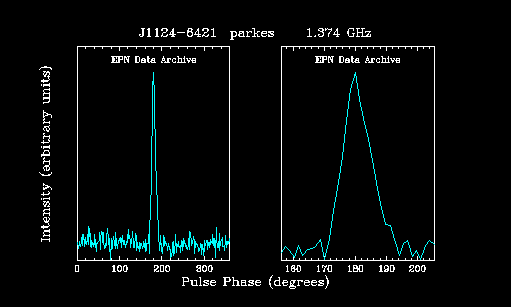 J1124-6421 parkes 1.374 GHz
EPN Data Archive EPN Data Archive
Intensity (arbitrary units)
0 100 200 300 160 170 180 190 200
Pulse Phase (degrees)